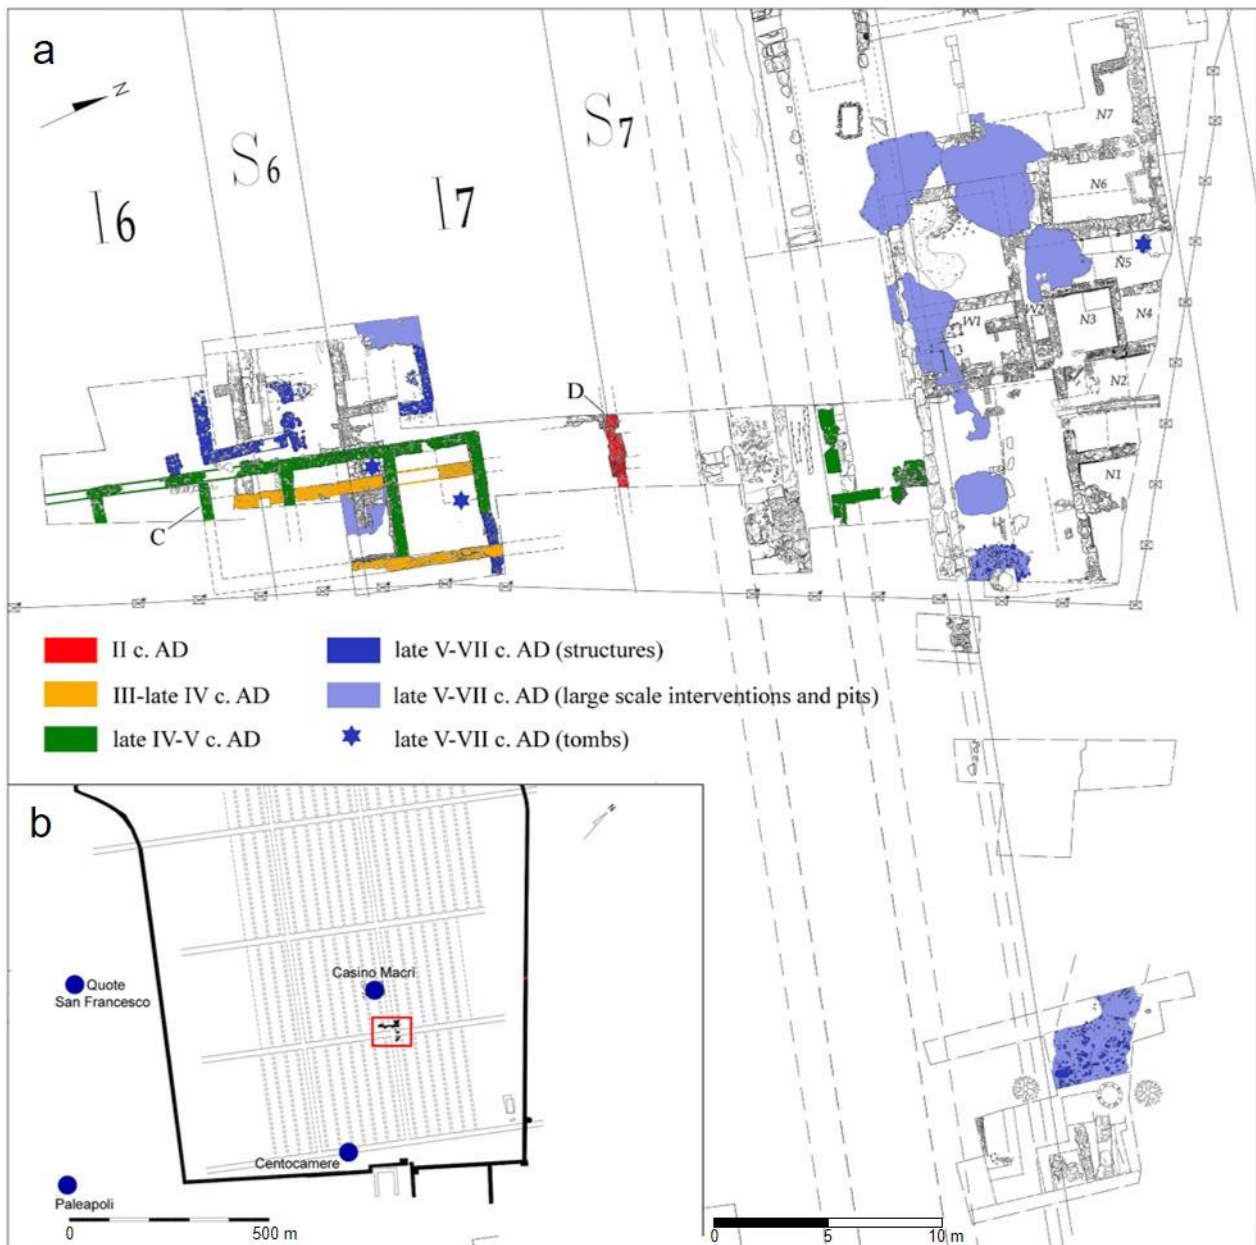 a
N
S6
S7
I6
I7
N7
N6
N5
N4
W1
W2
N3
N2
N1
D
C
II c. AD
III-late IV c. AD
late IV-V c. AD
late V-VII c. AD (structures)
late V-VII c. AD (large scale interventions and pits)
late V-VII c. AD (tombs)
b
N
Casino Macrì
Quote
San Francesco
Centocamere
Paleapoli
0 500 m
0 5 10 m